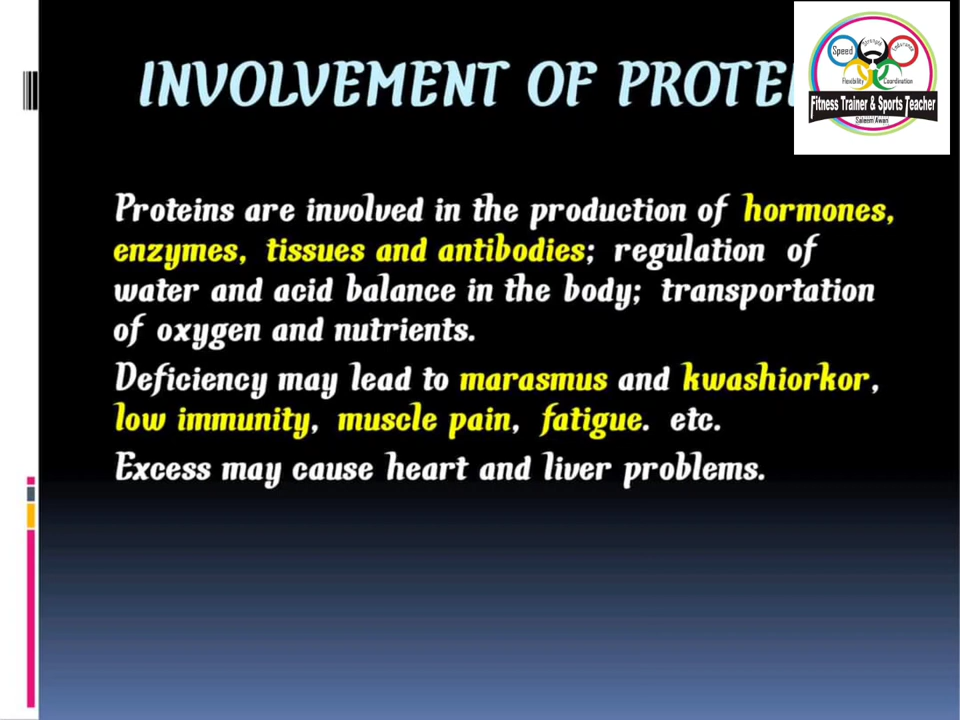 INVOLVEMENT OF PROTE
Speed
Strength
Endurance
Flexibility
Coordination
Fitness Trainer & Sports Teacher
Saleem Awan
Proteins are involved in the production of hormones,
enzymes, tissues and antibodies; regulation of
water and acid balance in the body; transportation
of oxygen and nutrients.
Deficiency may lead to marasmus and kwashiorkor,
low immunity, muscle pain, fatigue. etc.
Excess may cause heart and liver problems.